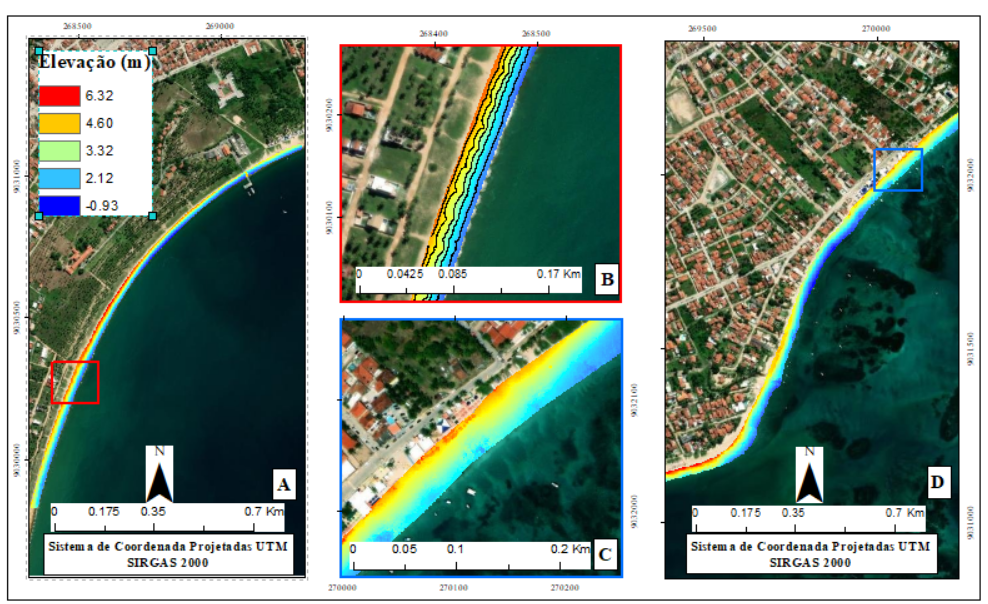 268500 269000
Elevação (m)
6.32
4.60
3.32
2.12
-0.93
9031000
9030500
9030000
N
A
0 0.175 0.35 0.7 Km
Sistema de Coordenada Projetadas UTM
SIRGAS 2000
268400 268500
9030200
9030100
0 0.0425 0.085 0.17 Km
B
9032100
9032000
0 0.05 0.1 0.2 Km
C
270000 270100 270200
269500 270000
9032000
9031500
9031000
N
D
0 0.175 0.35 0.7 Km
Sistema de Coordenada Projetadas UTM
SIRGAS 2000